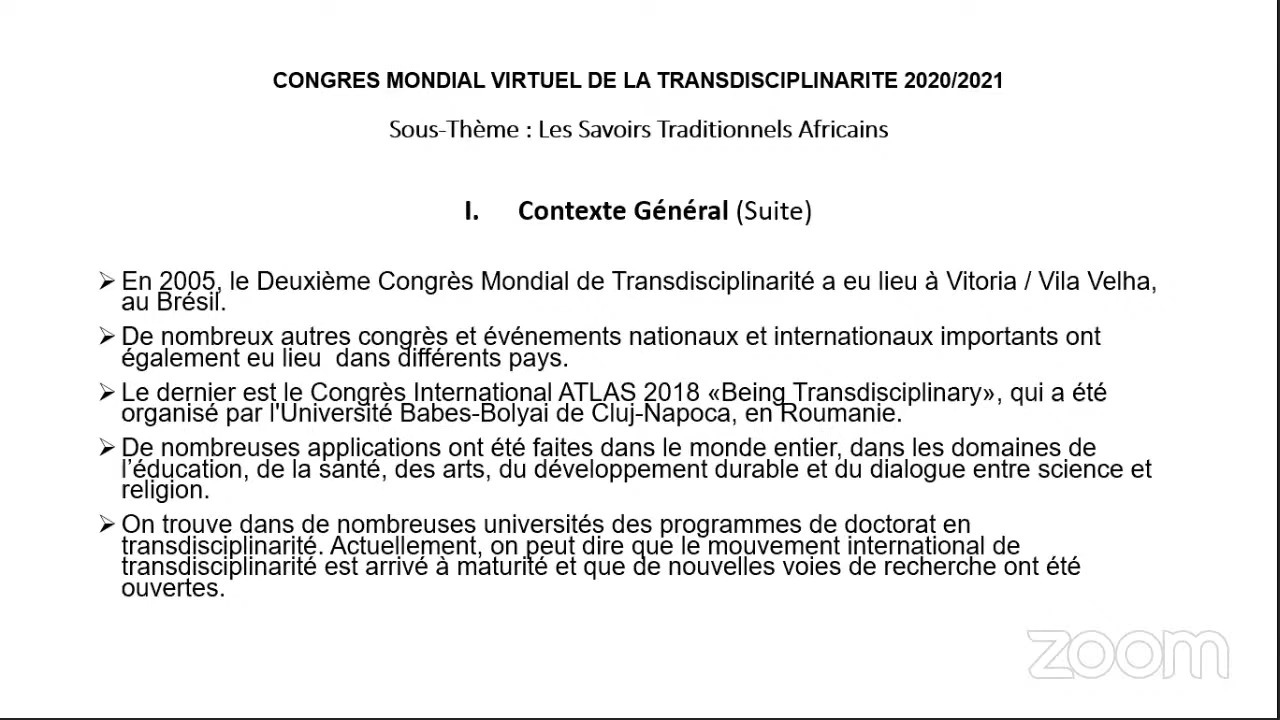 CONGRES MONDIAL VIRTUEL DE LA TRANSDISCIPLINARITE 2020/2021
Sous-Thème : Les Savoirs Traditionnels Africains
I. Contexte Général (Suite)
➢ En 2005, le Deuxième Congrès Mondial de Transdisciplinarité a eu lieu à Vitoria / Vila Velha,
au Brésil.
➢ De nombreux autres congrès et événements nationaux et internationaux importants ont
également eu lieu  dans différents pays.
➢ Le dernier est le Congrès International ATLAS 2018 «Being Transdisciplinary», qui a été
organisé par l'Université Babes-Bolyai de Cluj-Napoca, en Roumanie.
➢ De nombreuses applications ont été faites dans le monde entier, dans les domaines de
l’éducation, de la santé, des arts, du développement durable et du dialogue entre science et
religion.
➢ On trouve dans de nombreuses universités des programmes de doctorat en
transdisciplinarité. Actuellement, on peut dire que le mouvement international de
transdisciplinarité est arrivé à maturité et que de nouvelles voies de recherche ont été
ouvertes.
zoom